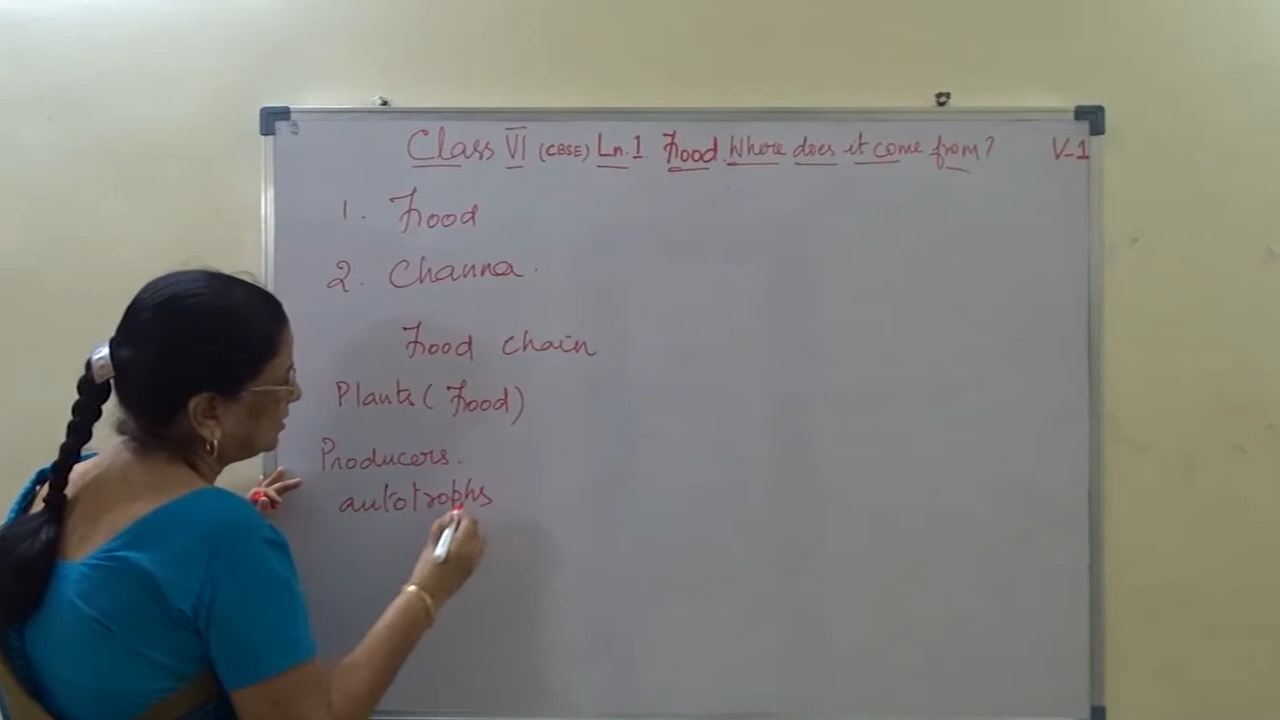 Class VI (CBSE) Ln.1. Food. Where does it come from? V-1
1. Food
2. Channa.
Food chain
Plants (Food)
Producers.
autotrophs